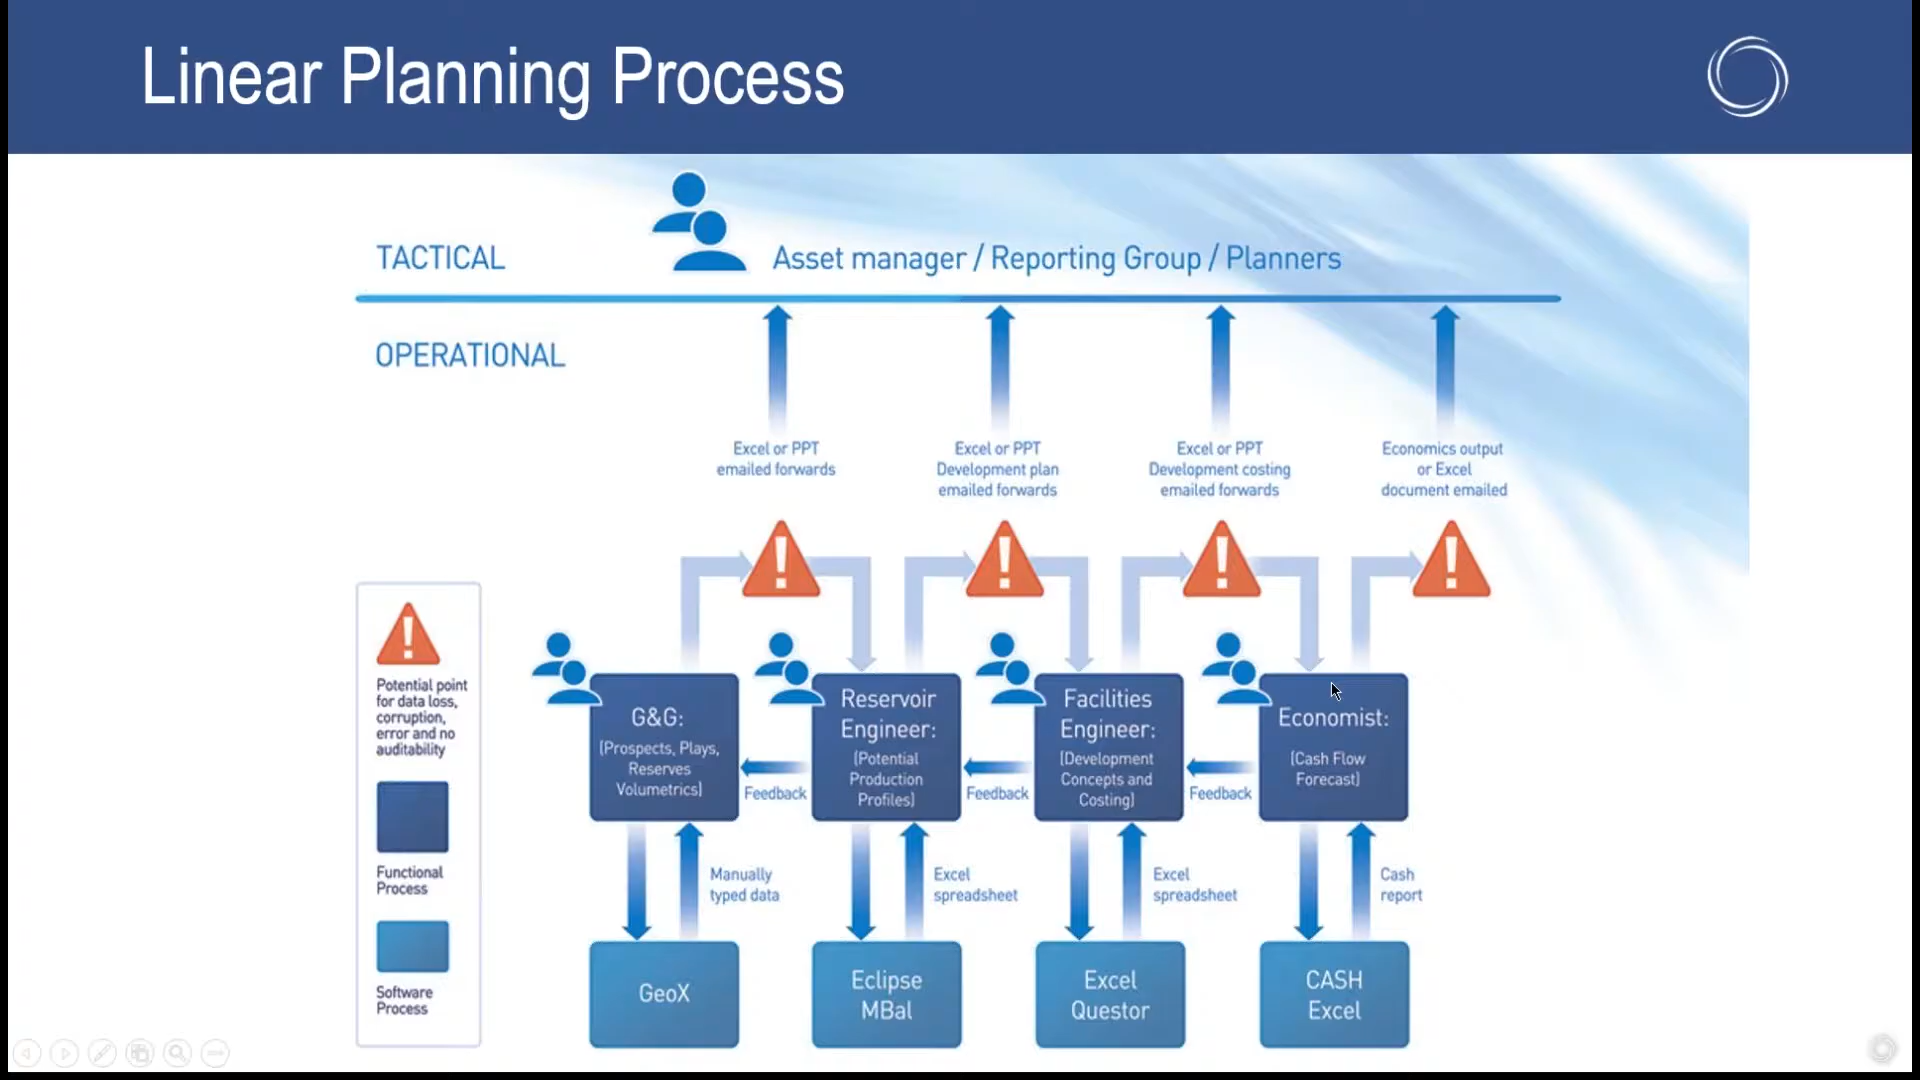 Linear Planning Process
TACTICAL
Asset manager / Reporting Group / Planners
OPERATIONAL
Excel or PPT
emailed forwards
Excel or PPT
Development plan
emailed forwards
Excel or PPT
Development costing
emailed forwards
Economics output
or Excel
document emailed
Potential point
for data loss,
corruption,
error and no
auditability
Functional
Process
Software
Process
G&G:
(Prospects, Plays,
Reserves
Volumetrics)
Feedback
Reservoir
Engineer:
(Potential
Production
Profiles)
Feedback
Facilities
Engineer:
(Development
Concepts and
Costing)
Feedback
Economist:
(Cash Flow
Forecast)
Manually
typed data
Excel
spreadsheet
Excel
spreadsheet
Cash
report
GeoX
Eclipse
MBal
Excel
Questor
CASH
Excel